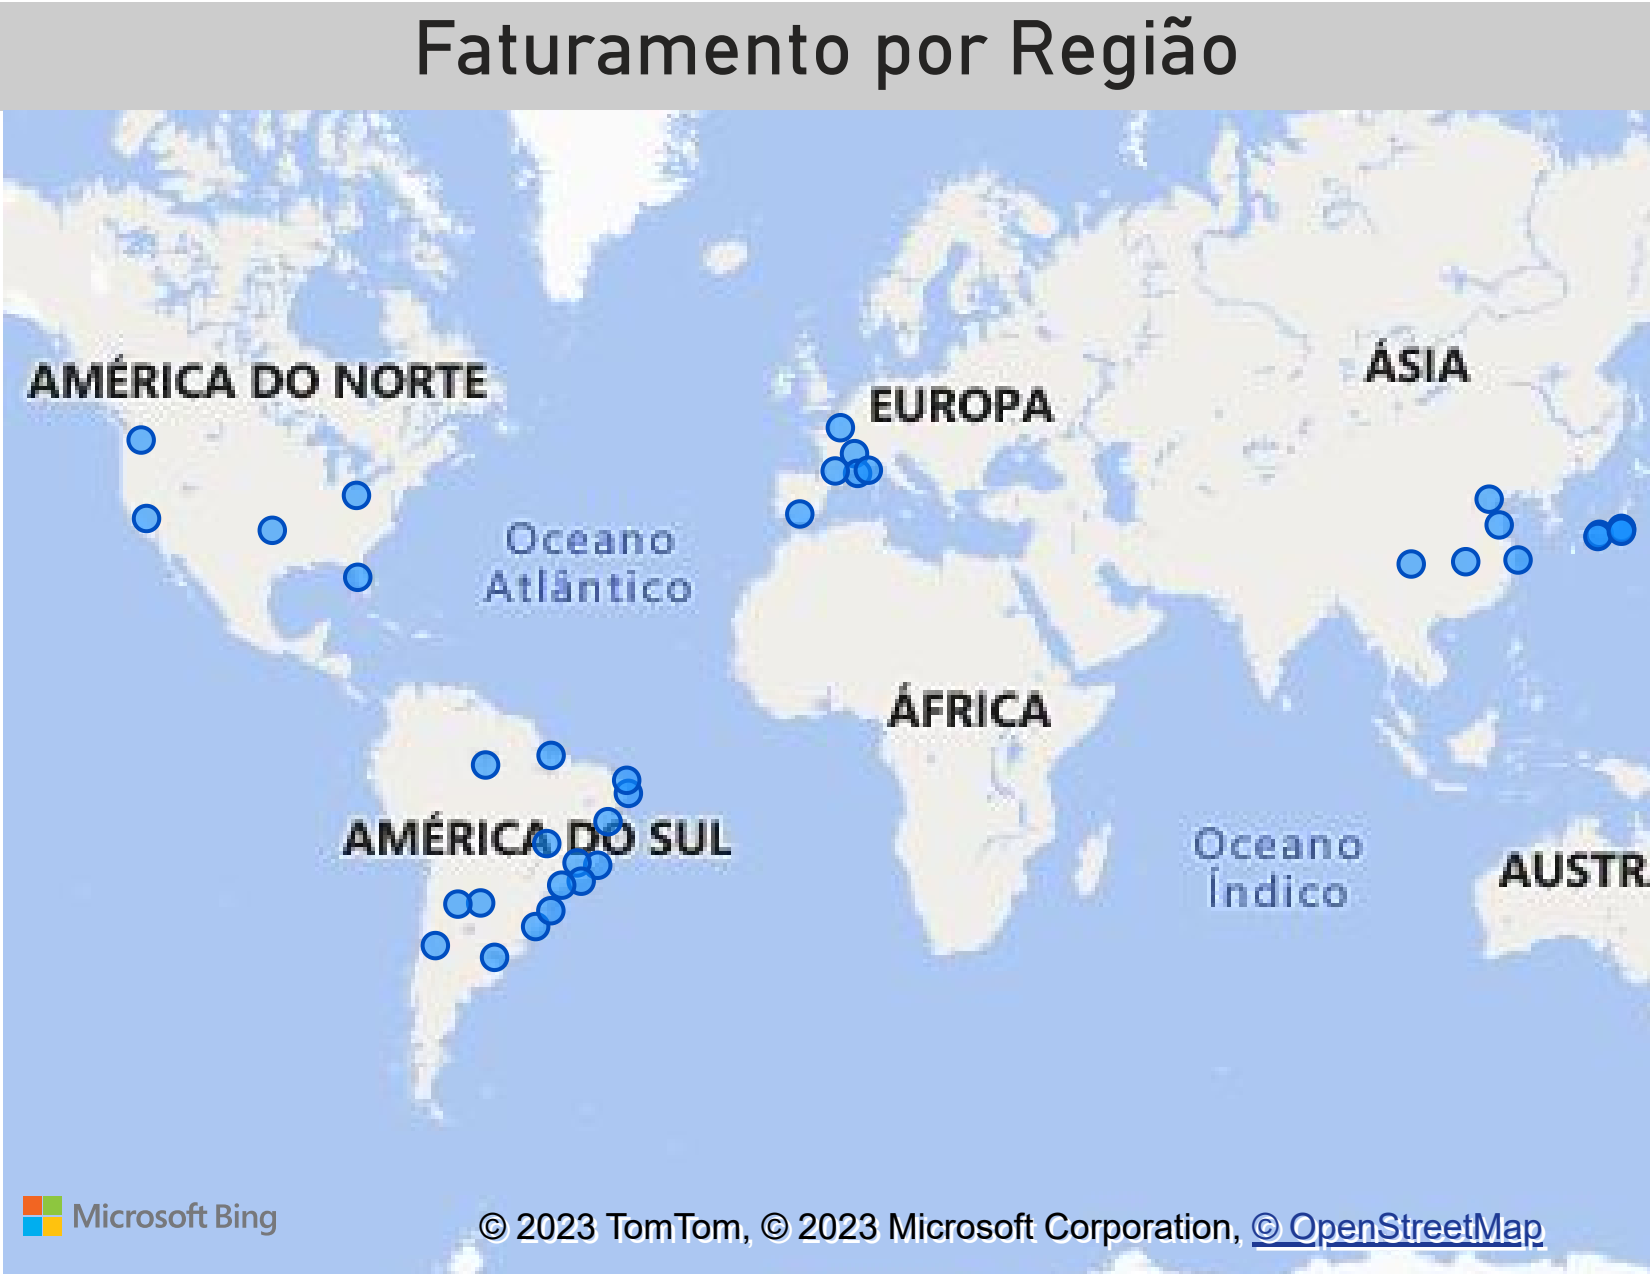 Faturamento por Região
AMÉRICA DO NORTE
EUROPA
ÁSIA
Oceano
Atlântico
ÁFRICA
AMÉRICA DO SUL
Oceano
Índico
AUSTR
Microsoft Bing
© 2023 TomTom, © 2023 Microsoft Corporation, © OpenStreetMap